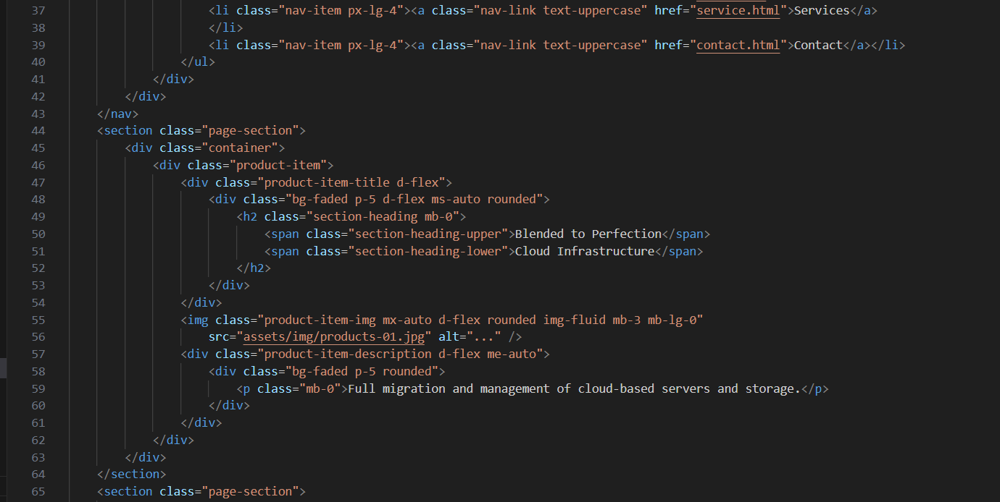 37 <li class="nav-item px-lg-4"><a class="nav-link text-uppercase" href="service.html">Services</a>
38 </li>
39 <li class="nav-item px-lg-4"><a class="nav-link text-uppercase" href="contact.html">Contact</a></li>
40 </ul>
41 </div>
42 </div>
43 </nav>
44 <section class="page-section">
45 <div class="container">
46 <div class="product-item">
47 <div class="product-item-title d-flex">
48 <div class="bg-faded p-5 d-flex ms-auto rounded">
49 <h2 class="section-heading mb-0">
50 <span class="section-heading-upper">Blended to Perfection</span>
51 <span class="section-heading-lower">Cloud Infrastructure</span>
52 </h2>
53 </div>
54 </div>
55 <img class="product-item-img mx-auto d-flex rounded img-fluid mb-3 mb-lg-0"
56 src="assets/img/products-01.jpg" alt="..." />
57 <div class="product-item-description d-flex me-auto">
58 <div class="bg-faded p-5 rounded">
59 <p class="mb-0">Full migration and management of cloud-based servers and storage.</p>
60 </div>
61 </div>
62 </div>
63 </div>
64 </section>
65 <section class="page-section">